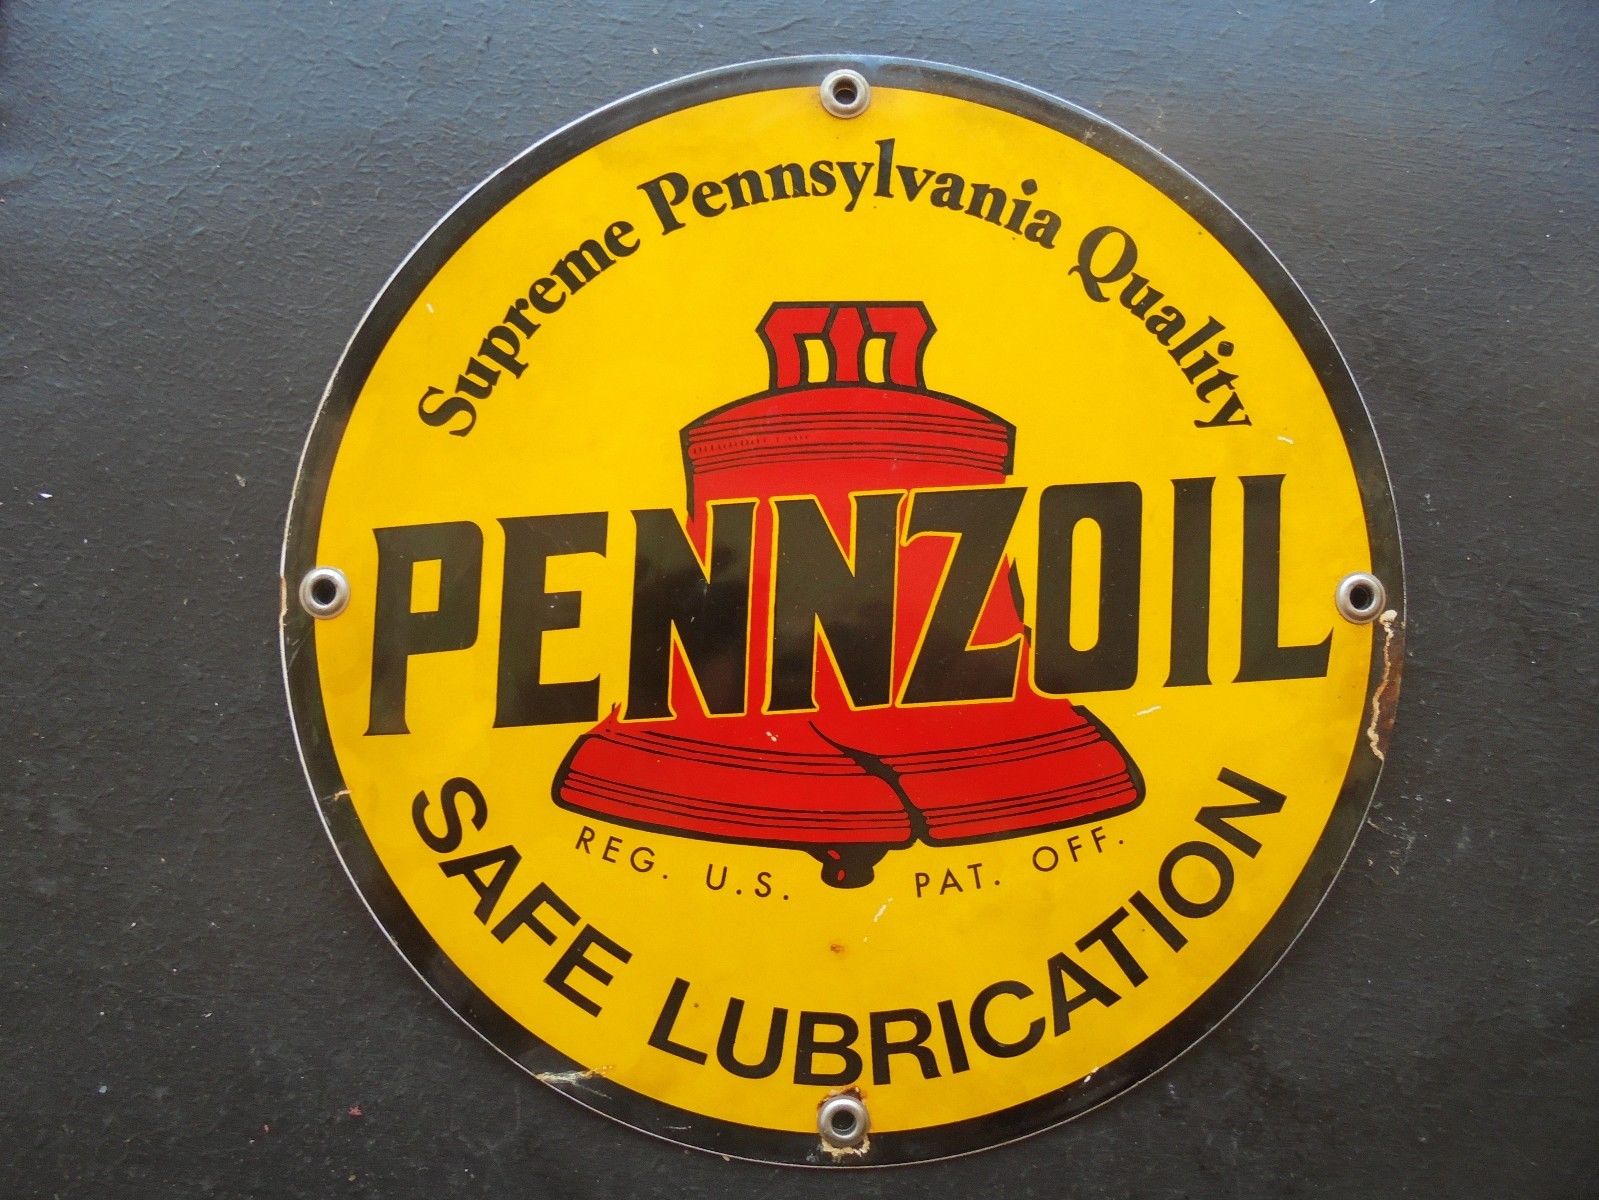 Supreme Pennsylvania Quality
PENNZOIL
REG. U.S. PAT. OFF.
SAFE LUBRICATION